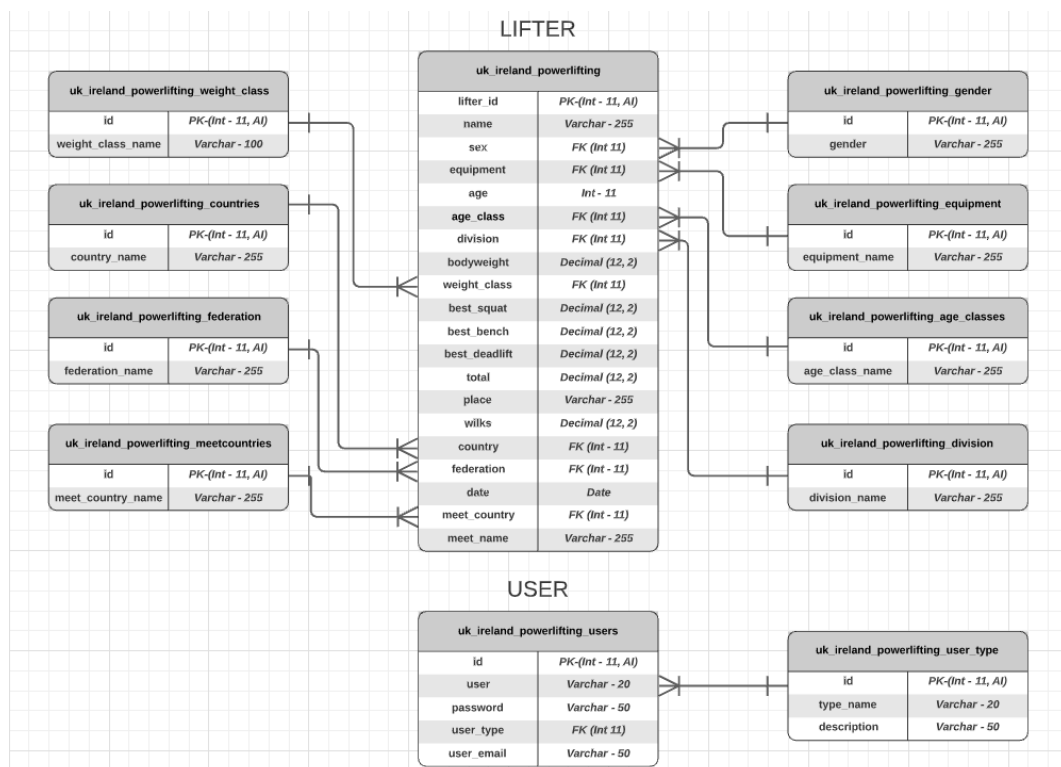 LIFTER
uk_ireland_powerlifting_weight_class
id PK-(Int - 11, AI)
weight_class_name Varchar - 100
uk_ireland_powerlifting_countries
id PK-(Int - 11, AI)
country_name Varchar - 255
uk_ireland_powerlifting_federation
id PK-(Int - 11, AI)
federation_name Varchar - 255
uk_ireland_powerlifting_meetcountries
id PK-(Int - 11, AI)
meet_country_name Varchar - 255
uk_ireland_powerlifting
lifter_id PK-(Int - 11, AI)
name Varchar - 255
sex FK (Int 11)
equipment FK (Int 11)
age Int - 11
age_class FK (Int 11)
division FK (Int 11)
bodyweight Decimal (12, 2)
weight_class FK (Int 11)
best_squat Decimal (12, 2)
best_bench Decimal (12, 2)
best_deadlift Decimal (12, 2)
total Decimal (12, 2)
place Varchar - 255
wilks Decimal (12, 2)
country FK (Int - 11)
federation FK (Int - 11)
date Date
meet_country FK (Int - 11)
meet_name Varchar - 255
uk_ireland_powerlifting_gender
id PK-(Int - 11, AI)
gender Varchar - 255
uk_ireland_powerlifting_equipment
id PK-(Int - 11, AI)
equipment_name Varchar - 255
uk_ireland_powerlifting_age_classes
id PK-(Int - 11, AI)
age_class_name Varchar - 255
uk_ireland_powerlifting_division
id PK-(Int - 11, AI)
division_name Varchar - 255
USER
uk_ireland_powerlifting_users
id PK-(Int - 11, AI)
user Varchar - 20
password Varchar - 50
user_type FK (Int 11)
user_email Varchar - 50
uk_ireland_powerlifting_user_type
id PK-(Int - 11, AI)
type_name Varchar - 20
description Varchar - 50